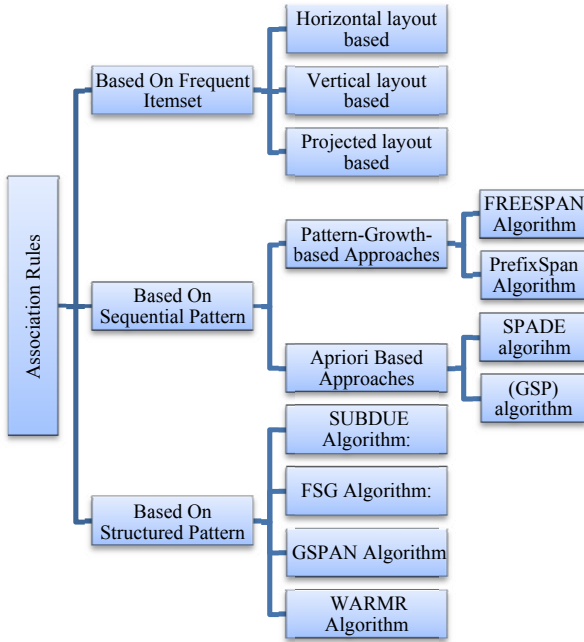 Association Rules
Based On Frequent
Itemset
Horizontal layout
based
Vertical layout
based
Projected layout
based
Based On
Sequential Pattern
Pattern-Growth-
based Approaches
FREESPAN
Algorithm
PrefixSpan
Algorithm
Apriori Based
Approaches
SPADE
algorihm
(GSP)
algorithm
Based On
Structured Pattern
SUBDUE
Algorithm:
FSG Algorithm:
GSPAN Algorithm
WARMR
Algorithm